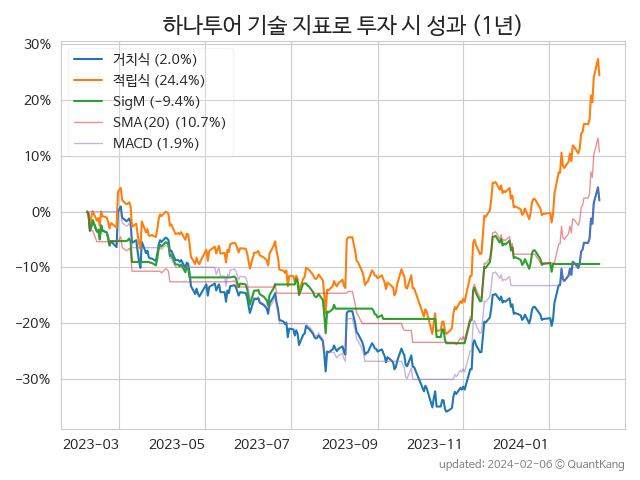 하나투어 기술 지표로 투자 시 성과 (1년)
거치식 (2.0%)
적립식 (24.4%)
SigM (−9.4%)
SMA(20) (10.7%)
MACD (1.9%)
30%
20%
10%
0%
−10%
−20%
−30%
2023-03 2023-05 2023-07 2023-09 2023-11 2024-01
updated: 2024-02-06 © QuantKang